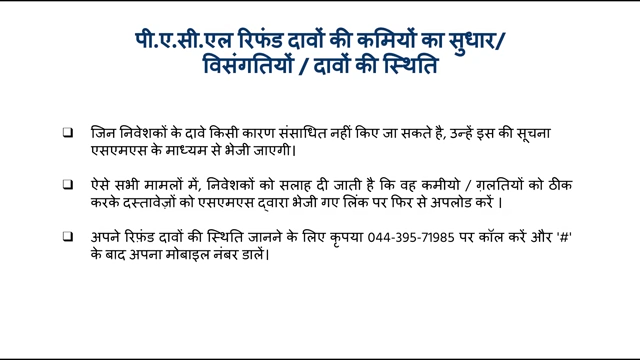 पी.ए.सी.एल रिफंड दावों की कमियों का सुधार/
विसंगतियों / दावों की स्थिति
❑ जिन निवेशकों के दावे किसी कारण संसाधित नहीं किए जा सकते है, उन्हें इस की सूचना
एसएमएस के माध्यम से भेजी जाएगी।
❑ ऐसे सभी मामलों में, निवेशकों को सलाह दी जाती है कि वह कमीयो / ग़लतियों को ठीक
करके दस्तावेज़ों को एसएमएस द्वारा भेजी गए लिंक पर फिर से अपलोड करें ।
❑ अपने रिफ़ंड दावों की स्थिति जानने के लिए कृपया 044-395-71985 पर कॉल करें और '#'
के बाद अपना मोबाइल नंबर डालें।